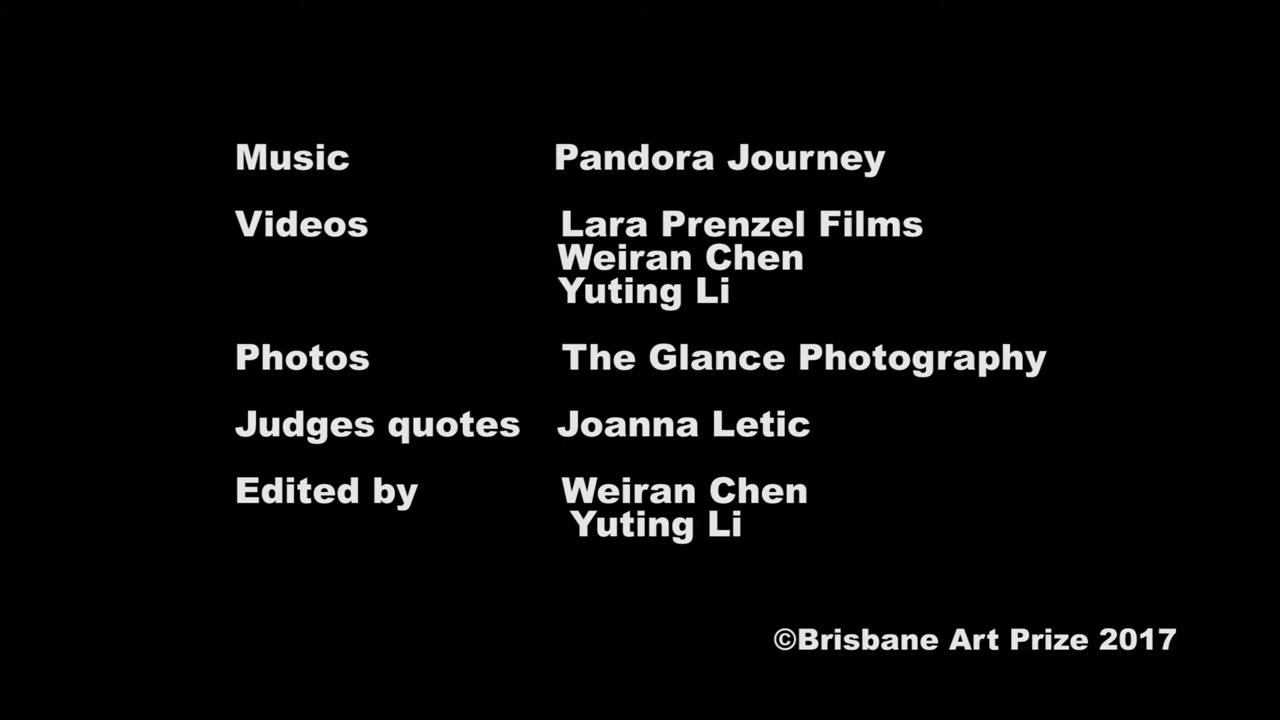 Music Pandora Journey
Videos Lara Prenzel Films
Weiran Chen
Yuting Li
Photos The Glance Photography
Judges quotes Joanna Letic
Edited by Weiran Chen
Yuting Li
©Brisbane Art Prize 2017